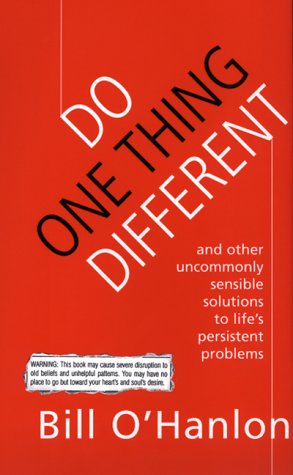 DO
ONE THING
DIFFERENT
and other
uncommonly
sensible
solutions
to life's
persistent
problems
WARNING: This book may cause severe disruption to
old beliefs and unhelpful patterns. You may have no
place to go but toward your heart's and soul's desire.
Bill O'Hanlon